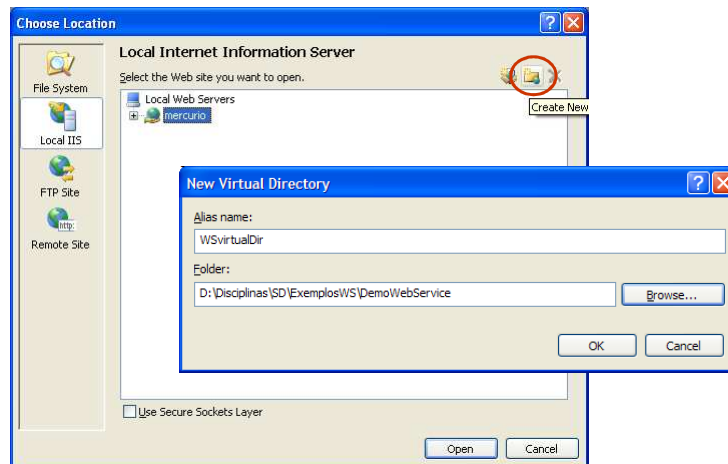 Choose Location
File System
Local IIS
FTP Site
http:
Remote Site
Local Internet Information Server
Select the Web site you want to open.
Create New
Local Web Servers
mercurio
New Virtual Directory
Alias name:
WSvirtualDir
Folder:
D:\Disciplinas\SD\ExemplosWS\DemoWebService
Browse...
OK
Cancel
Use Secure Sockets Layer
Open
Cancel